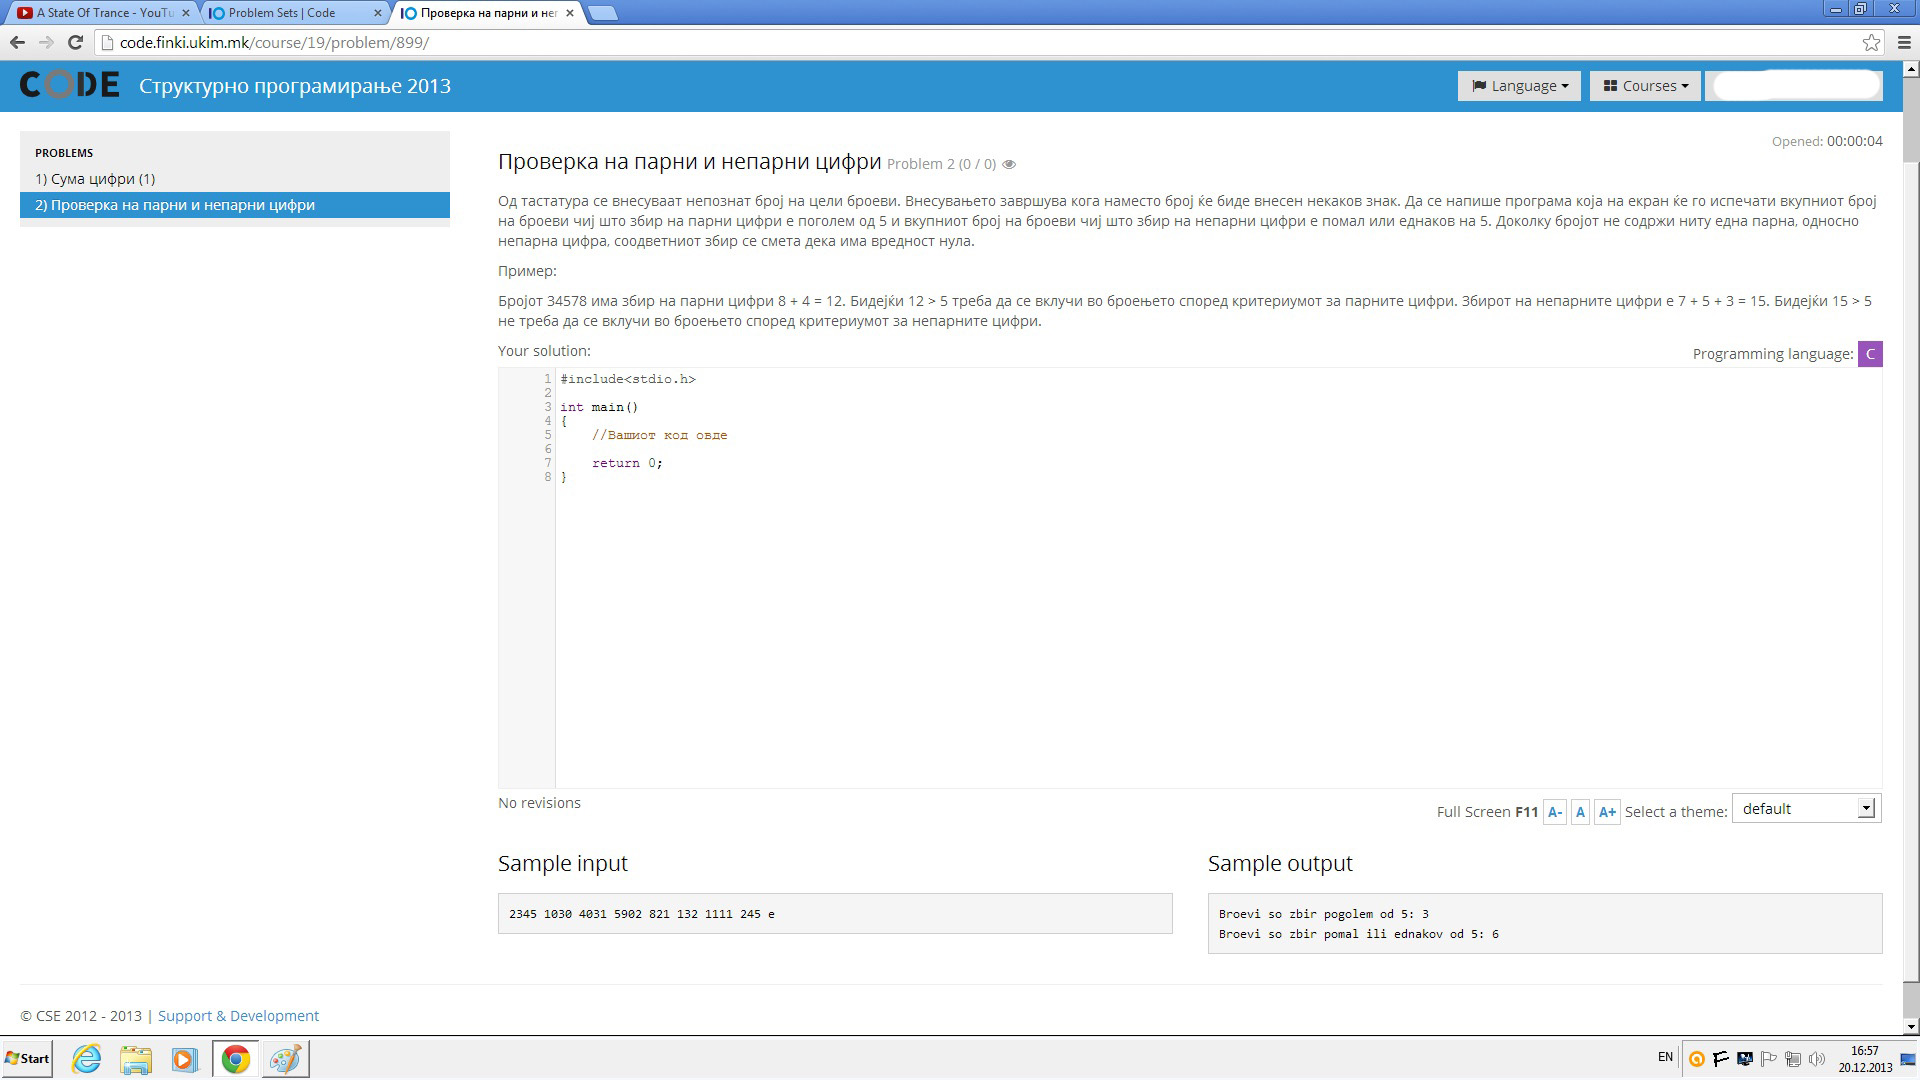 A State Of Trance - YouTu
Problem Sets | Code
Проверка на парни и неп
code.finki.ukim.mk/course/19/problem/899/
CODE
Структурно програмирање 2013
Language
Courses
PROBLEMS
1) Сума цифри (1)
2) Проверка на парни и непарни цифри
Opened: 00:00:04
Проверка на парни и непарни цифри Problem 2 (0 / 0)
Од тастатура се внесуваат непознат број на цели броеви. Внесувањето завршува кога наместо број ќе биде внесен некаков знак. Да се напише програма која на екран ќе го испечати вкупниот број
на броеви чиј што збир на парни цифри е поголем од 5 и вкупниот број на броеви чиј што збир на непарни цифри е помал или еднаков на 5. Доколку бројот не содржи ниту една парна, односно
непарна цифра, соодветниот збир се смета дека има вредност нула.
Пример:
Бројот 34578 има збир на парни цифри 8 + 4 = 12. Бидејќи 12 > 5 треба да се вклучи во броењето според критериумот за парните цифри. Збирот на непарните цифри е 7 + 5 + 3 = 15. Бидејќи 15 > 5
не треба да се вклучи во броењето според критериумот за непарните цифри.
Your solution:
Programming language: C
1 #include<stdio.h>
2
3 int main()
4 {
5 //Вашиот код овде
6
7 return 0;
8 }
No revisions
Full Screen F11 A- A A+ Select a theme: default
Sample input
Sample output
2345 1030 4031 5902 821 132 1111 245 e
Broevi so zbir pogolem od 5: 3
Broevi so zbir pomal ili ednakov od 5: 6
© CSE 2012 - 2013 | Support & Development
Start
EN
16:57
20.12.2013